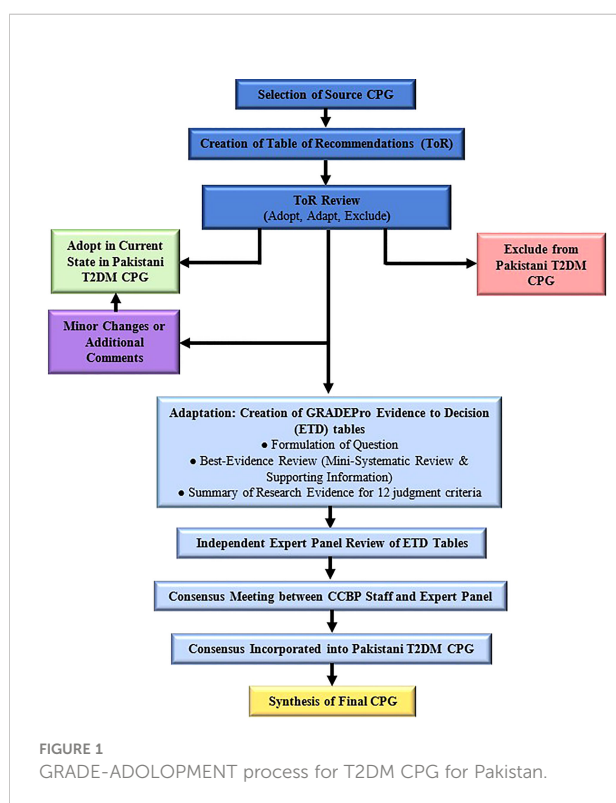 Selection of Source CPG
Creation of Table of Recommendations (ToR)
ToR Review
(Adopt, Adapt, Exclude)
Adopt in Current
State in Pakistani
T2DM CPG
Exclude from
Pakistani T2DM
CPG
Minor Changes or
Additional
Comments
Adaptation: Creation of GRADEPro Evidence to Decision
(ETD) tables
● Formulation of Question
● Best-Evidence Review (Mini-Systematic Review &
Supporting Information)
● Summary of Research Evidence for 12 judgment criteria
Independent Expert Panel Review of ETD Tables
Consensus Meeting between CCBP Staff and Expert Panel
Consensus Incorporated into Pakistani T2DM CPG
Synthesis of Final CPG
FIGURE 1
GRADE-ADOLOPMENT process for T2DM CPG for Pakistan.